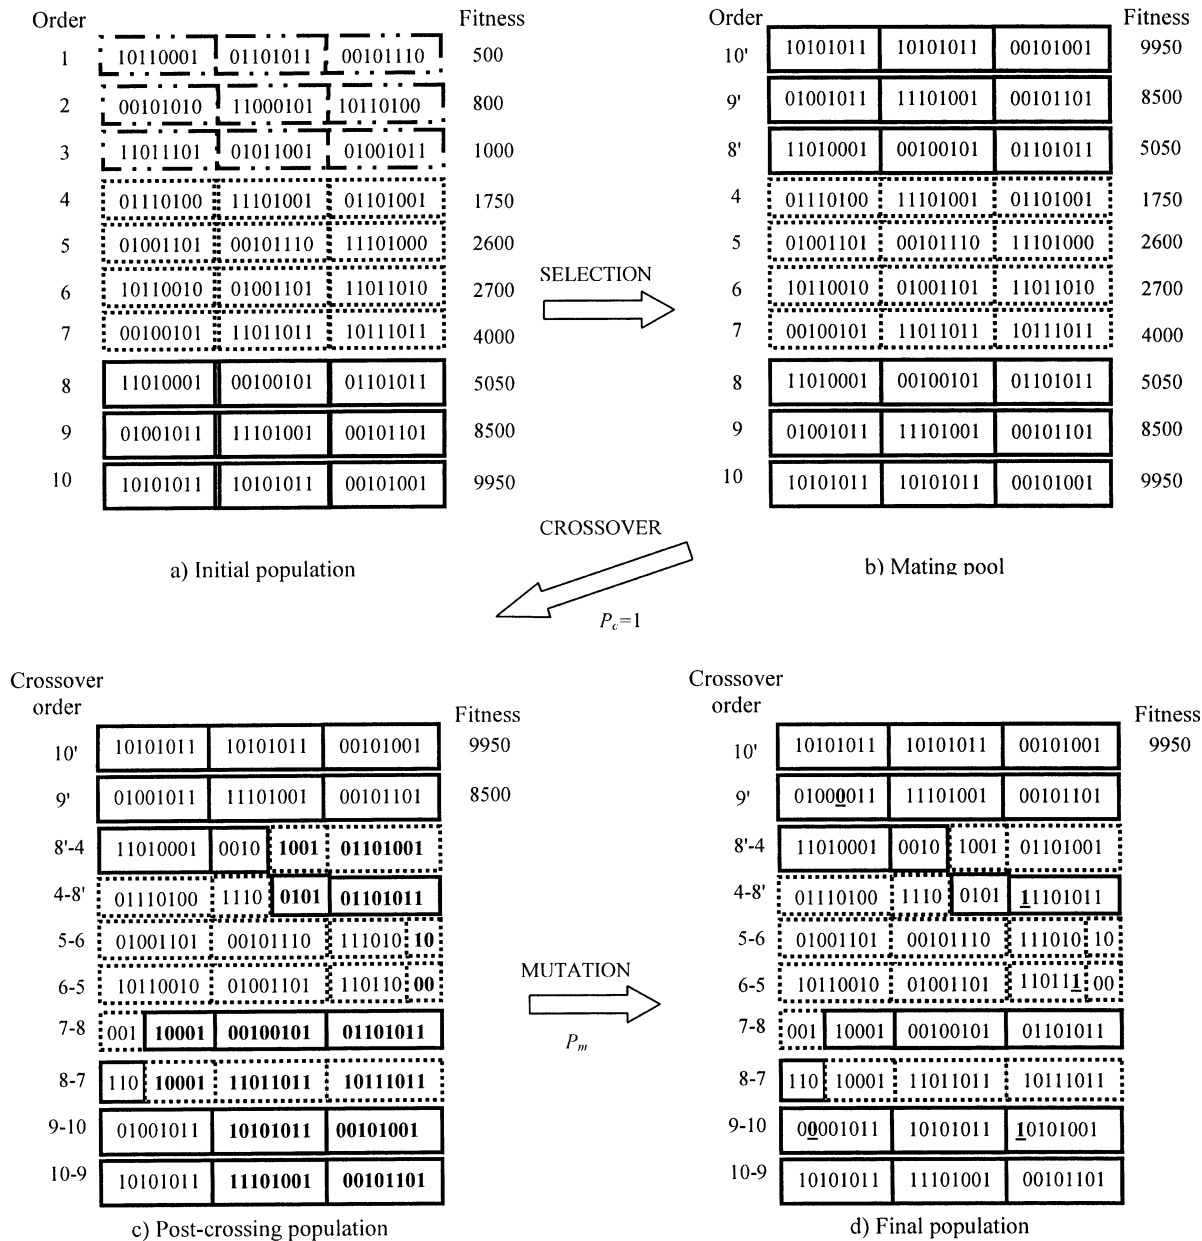 Order Fitness
1 10110001 01101011 00101110 500
2 00101010 11000101 10110100 800
3 11011101 01011001 01001011 1000
4 01110100 11101001 01101001 1750
5 01001101 00101110 11101000 2600
6 10110010 01001101 11011010 2700
7 00100101 11011011 10111011 4000
8 11010001 00100101 01101011 5050
9 01001011 11101001 00101101 8500
10 10101011 10101011 00101001 9950
a) Initial population
SELECTION
Order Fitness
10' 10101011 10101011 00101001 9950
9' 01001011 11101001 00101101 8500
8' 11010001 00100101 01101011 5050
4 01110100 11101001 01101001 1750
5 01001101 00101110 11101000 2600
6 10110010 01001101 11011010 2700
7 00100101 11011011 10111011 4000
8 11010001 00100101 01101011 5050
9 01001011 11101001 00101101 8500
10 10101011 10101011 00101001 9950
b) Mating pool
CROSSOVER
Pc=1
Crossover
order Fitness
10' 10101011 10101011 00101001 9950
9' 01001011 11101001 00101101 8500
8'-4 11010001 0010 1001 01101001
4-8' 01110100 1110 0101 01101011
5-6 01001101 00101110 111010 10
6-5 10110010 01001101 110110 00
7-8 001 10001 00100101 01101011
8-7 110 10001 11011011 10111011
9-10 01001011 10101011 00101001
10-9 10101011 11101001 00101101
c) Post-crossing population
MUTATION
Pm
Crossover
order Fitness
10' 10101011 10101011 00101001 9950
9' 01000011 11101001 00101101
8'-4 11010001 0010 1001 01101001
4-8' 01110100 1110 0101 11101011
5-6 01001101 00101110 111010 10
6-5 10110010 01001101 110111 00
7-8 001 10001 00100101 01101011
8-7 110 10001 11011011 10111011
9-10 00001011 10101011 10101001
10-9 10101011 11101001 00101101
d) Final population